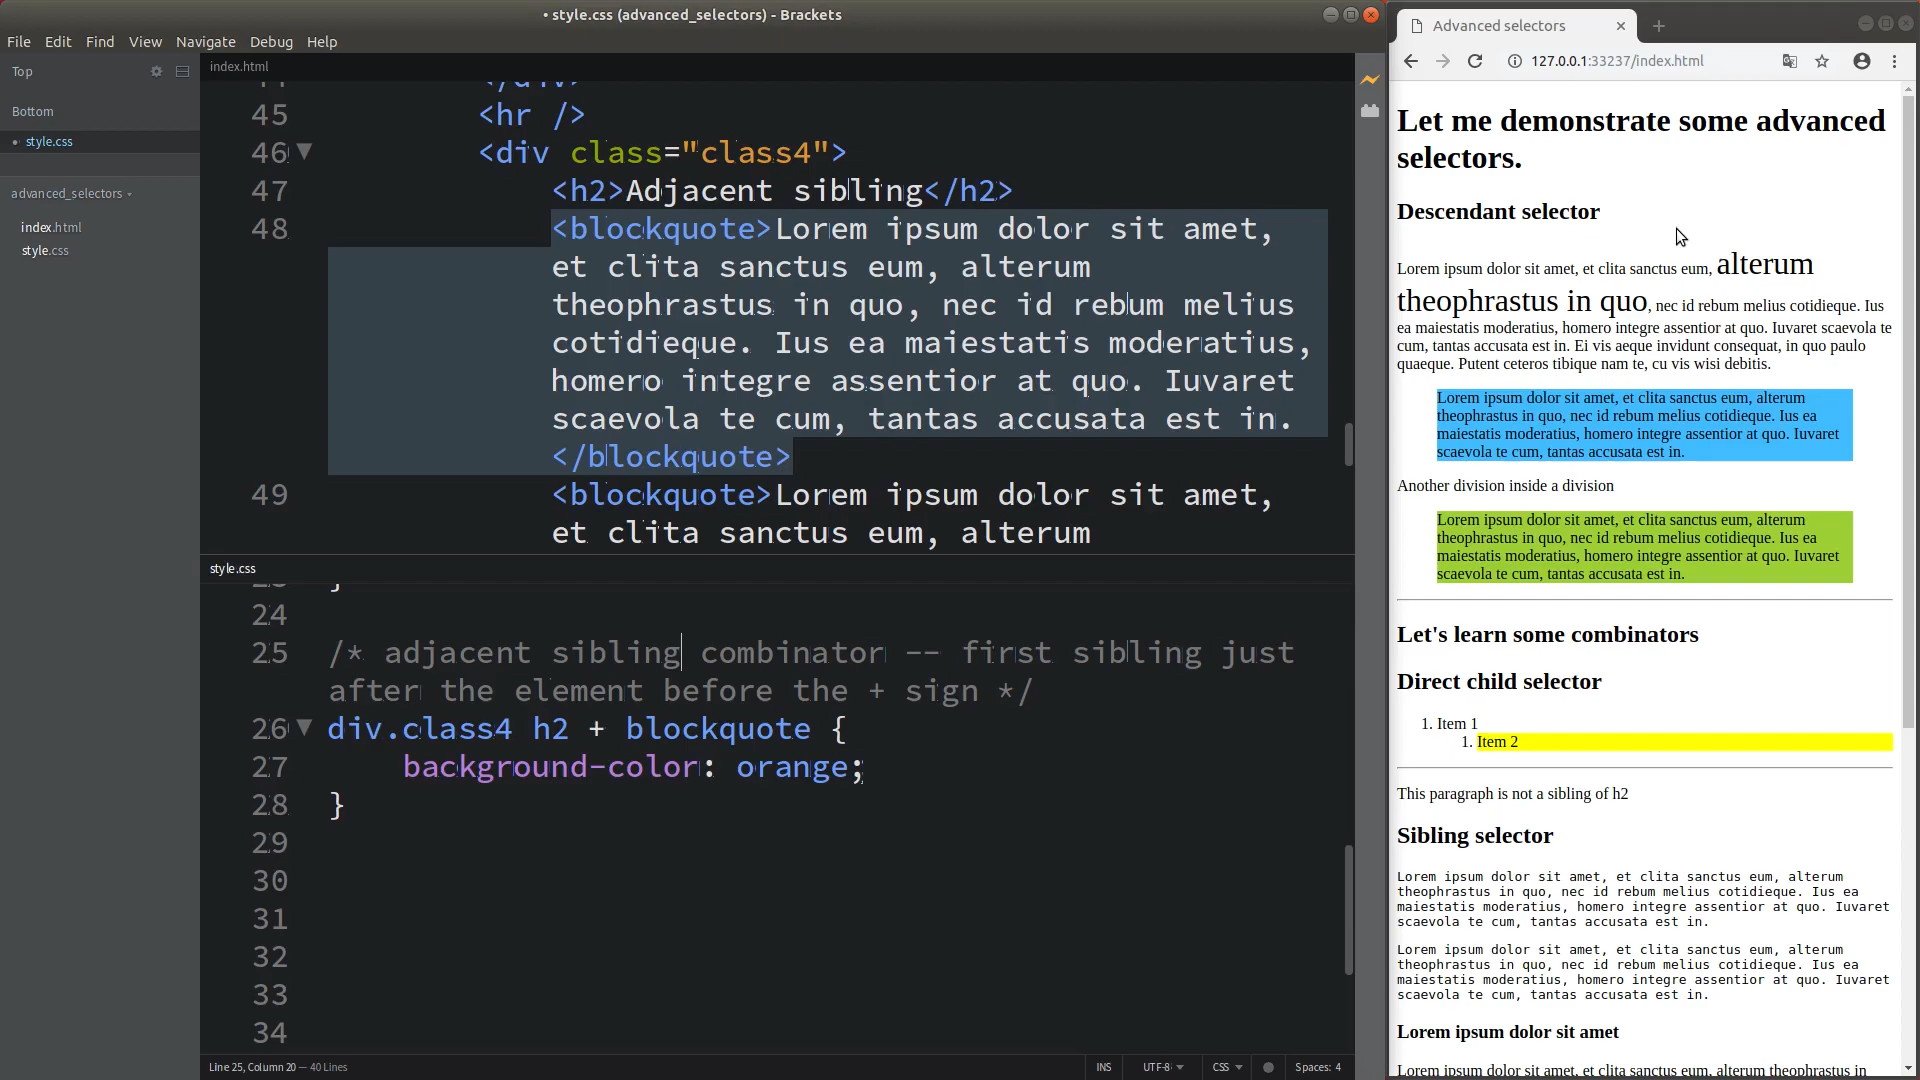 • style.css (advanced_selectors) - Brackets
File Edit Find View Navigate Debug Help
Top
Bottom
• style.css
advanced_selectors
index.html
style.css
index.html
</div>
45 <hr />
46 <div class="class4">
47 <h2>Adjacent sibling</h2>
48 <blockquote>Lorem ipsum dolor sit amet,
et clita sanctus eum, alterum
theophrastus in quo, nec id rebum melius
cotidieque. Ius ea maiestatis moderatius,
homero integre assentior at quo. Iuvaret
scaevola te cum, tantas accusata est in.
</blockquote>
49 <blockquote>Lorem ipsum dolor sit amet,
et clita sanctus eum, alterum
style.css
23 }
24
25 /* adjacent sibling combinator -- first sibling just
after the element before the + sign */
26 div.class4 h2 + blockquote {
27 background-color: orange;
28 }
29
30
31
32
33
34
Line 25, Column 20 — 40 Lines
INS UTF-8 CSS Spaces: 4
Advanced selectors
127.0.0.1:33237/index.html
Let me demonstrate some advanced
selectors.
Descendant selector
Lorem ipsum dolor sit amet, et clita sanctus eum, alterum
theophrastus in quo, nec id rebum melius cotidieque. Ius
ea maiestatis moderatius, homero integre assentior at quo. Iuvaret scaevola te
cum, tantas accusata est in. Ei vis aeque invidunt consequat, in quo paulo
quaeque. Putent ceteros tibique nam te, cu vis wisi debitis.
Lorem ipsum dolor sit amet, et clita sanctus eum, alterum
theophrastus in quo, nec id rebum melius cotidieque. Ius ea
maiestatis moderatius, homero integre assentior at quo. Iuvaret
scaevola te cum, tantas accusata est in.
Another division inside a division
Lorem ipsum dolor sit amet, et clita sanctus eum, alterum
theophrastus in quo, nec id rebum melius cotidieque. Ius ea
maiestatis moderatius, homero integre assentior at quo. Iuvaret
scaevola te cum, tantas accusata est in.
Let's learn some combinators
Direct child selector
1. Item 1
1. Item 2
This paragraph is not a sibling of h2
Sibling selector
Lorem ipsum dolor sit amet, et clita sanctus eum, alterum
theophrastus in quo, nec id rebum melius cotidieque. Ius ea
maiestatis moderatius, homero integre assentior at quo. Iuvaret
scaevola te cum, tantas accusata est in.
Lorem ipsum dolor sit amet, et clita sanctus eum, alterum
theophrastus in quo, nec id rebum melius cotidieque. Ius ea
maiestatis moderatius, homero integre assentior at quo. Iuvaret
scaevola te cum, tantas accusata est in.
Lorem ipsum dolor sit amet
Lorem ipsum dolor sit amet, et clita sanctus eum, alterum theophrastus in